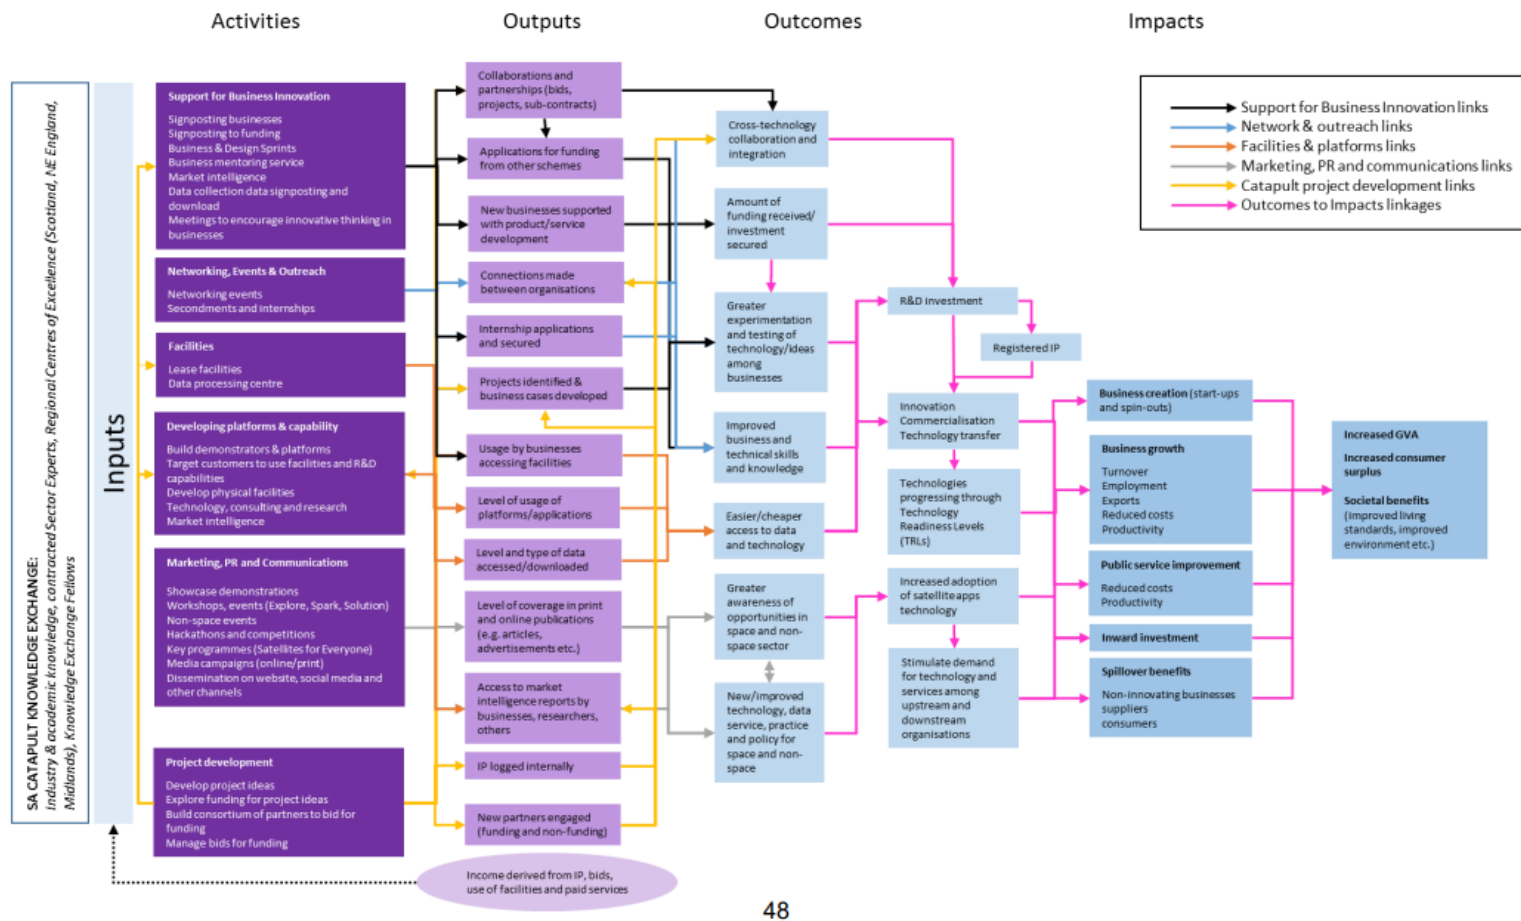 Activities
Outputs
Outcomes
Impacts
SA CATAPULT KNOWLEDGE EXCHANGE:
Industry & academic knowledge, contracted Sector Experts, Regional Centres of Excellence (Scotland, NE England,
Midlands), Knowledge Exchange Fellows
Inputs
Support for Business Innovation
Signposting businesses
Signposting to funding
Business & Design Sprints
Business mentoring service
Market intelligence
Data collection data signposting and
download
Meetings to encourage innovative thinking in
businesses
Networking, Events & Outreach
Networking events
Secondments and internships
Facilities
Lease facilities
Data processing centre
Developing platforms & capability
Build demonstrators & platforms
Target customers to use facilities and R&D
capabilities
Develop physical facilities
Technology, consulting and research
Market intelligence
Marketing, PR and Communications
Showcase demonstrations
Workshops, events (Explore, Spark, Solution)
Non-space events
Hackathons and competitions
Key programmes (Satellites for Everyone)
Media campaigns (online/print)
Dissemination on website, social media and
other channels
Project development
Develop project ideas
Explore funding for project ideas
Build consortium of partners to bid for
funding
Manage bids for funding
Collaborations and
partnerships (bids,
projects, sub-contracts)
Applications for funding
from other schemes
New businesses supported
with product/service
development
Connections made
between organisations
Internship applications
and secured
Projects identified &
business cases developed
Usage by businesses
accessing facilities
Level of usage of
platforms/applications
Level and type of data
accessed/downloaded
Level of coverage in print
and online publications
(e.g. articles,
advertisements etc.)
Access to market
intelligence reports by
businesses, researchers,
others
IP logged internally
New partners engaged
(funding and non-funding)
Income derived from IP, bids,
use of facilities and paid services
Cross-technology
collaboration and
integration
Amount of
funding received/
investment
secured
Greater
experimentation
and testing of
technology/ideas
among
businesses
Improved
business and
technical skills
and knowledge
Easier/cheaper
access to data
and technology
Greater
awareness of
opportunities in
space and non-
space sector
New/improved
technology, data
service, practice
and policy for
space and non-
space
R&D investment
Registered IP
Innovation
Commercialisation
Technology transfer
Technologies
progressing through
Technology
Readiness Levels
(TRLs)
Increased adoption
of satellite apps
technology
Stimulate demand
for technology and
services among
upstream and
downstream
organisations
Business creation (start-ups
and spin-outs)
Business growth
Turnover
Employment
Exports
Reduced costs
Productivity
Public service improvement
Reduced costs
Productivity
Inward investment
Spillover benefits
Non-innovating businesses
suppliers
consumers
Increased GVA
Increased consumer
surplus
Societal benefits
(improved living
standards, improved
environment etc.)
Support for Business Innovation links
Network & outreach links
Facilities & platforms links
Marketing, PR and communications links
Catapult project development links
Outcomes to Impacts linkages
48